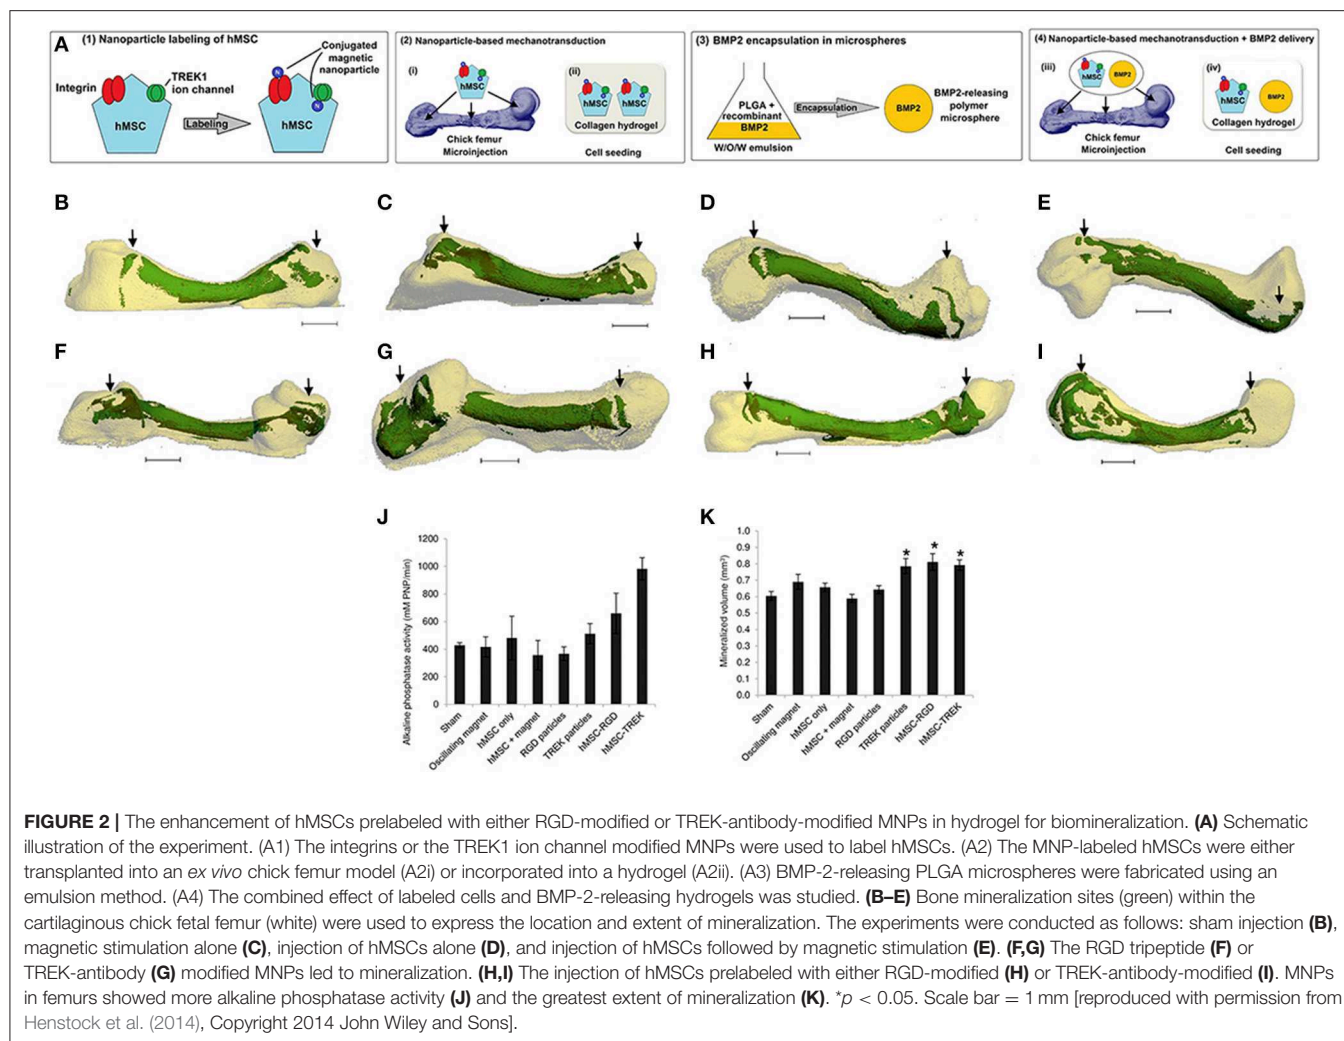 A
(1) Nanoparticle labeling of hMSC
Integrin
TREK1
ion channel
Conjugated
magnetic
nanoparticle
N
N
hMSC
Labeling
hMSC
(2) Nanoparticle-based mechanotransduction
(i)
hMSC
Chick femur
Microinjection
(ii)
hMSC
hMSC
Collagen hydrogel
Cell seeding
(3) BMP2 encapsulation in microspheres
PLGA +
recombinant
BMP2
W/O/W emulsion
Encapsulation
BMP2
BMP2-releasing
polymer
microsphere
(4) Nanoparticle-based mechanotransduction + BMP2 delivery
(iii)
hMSC
BMP2
Chick femur
Microinjection
(iv)
hMSC
BMP2
Collagen hydrogel
Cell seeding
B
C
D
E
F
G
H
I
J
Alkaline phosphatase activity (mM PNP/min)
1200
1000
800
600
400
200
0
Sham
Oscillating magnet
hMSC only
hMSC + magnet
RGD particles
TREK particles
hMSC-RGD
hMSC-TREK
K
Mineralized volume (mm³)
1.0
0.9
0.8
0.7
0.6
0.5
0.4
0.3
0.2
0.1
0.0
*
*
*
Sham
Oscillating magnet
hMSC only
hMSC + magnet
RGD particles
TREK particles
hMSC-RGD
hMSC-TREK
FIGURE 2 | The enhancement of hMSCs prelabeled with either RGD-modified or TREK-antibody-modified MNPs in hydrogel for biomineralization. (A) Schematic
illustration of the experiment. (A1) The integrins or the TREK1 ion channel modified MNPs were used to label hMSCs. (A2) The MNP-labeled hMSCs were either
transplanted into an ex vivo chick femur model (A2i) or incorporated into a hydrogel (A2ii). (A3) BMP-2-releasing PLGA microspheres were fabricated using an
emulsion method. (A4) The combined effect of labeled cells and BMP-2-releasing hydrogels was studied. (B–E) Bone mineralization sites (green) within the
cartilaginous chick fetal femur (white) were used to express the location and extent of mineralization. The experiments were conducted as follows: sham injection (B),
magnetic stimulation alone (C), injection of hMSCs alone (D), and injection of hMSCs followed by magnetic stimulation (E). (F,G) The RGD tripeptide (F) or
TREK-antibody (G) modified MNPs led to mineralization. (H,I) The injection of hMSCs prelabeled with either RGD-modified (H) or TREK-antibody-modified (I). MNPs
in femurs showed more alkaline phosphatase activity (J) and the greatest extent of mineralization (K). *p < 0.05. Scale bar = 1 mm [reproduced with permission from
Henstock et al. (2014), Copyright 2014 John Wiley and Sons].